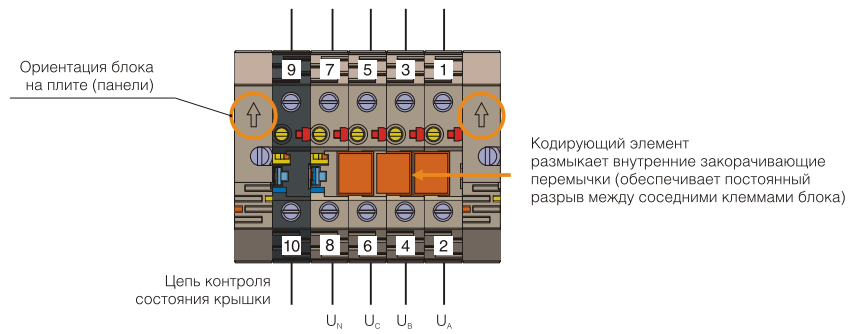 9 7 5 3 1
Ориентация блока
на плите (панели)
Кодирующий элемент
размыкает внутренние закорачивающие
перемычки (обеспечивает постоянный
разрыв между соседними клеммами блока)
10 8 6 4 2
Цепь контроля
состояния крышки
UN UC UB UA